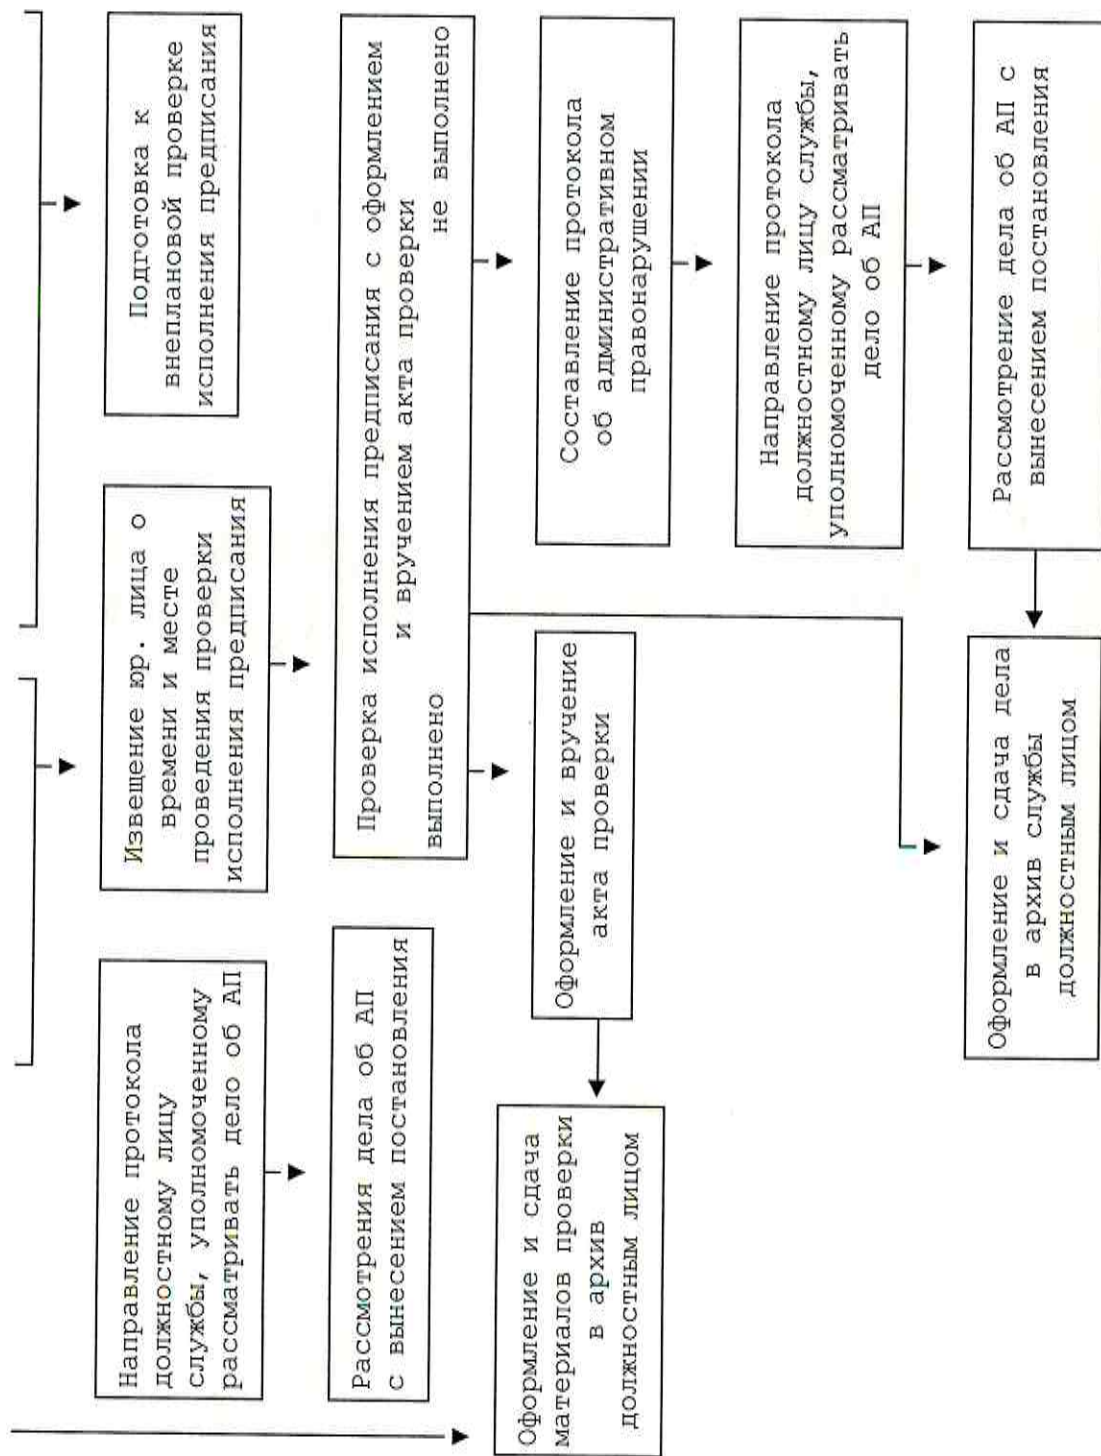 Направление протокола
должностному лицу
службы, уполномоченному
рассматривать дело об АП
Извещение юр. лица о
времени и месте
проведения проверки
исполнения предписания
Подготовка к
внеплановой проверке
исполнения предписания
Рассмотрения дела об АП
с вынесением постановления
Проверка исполнения предписания с оформлением
и вручением акта проверки
выполнено
не выполнено
Оформление и сдача
материалов проверки
в архив
должностным лицом
Оформление и вручение
акта проверки
Составление протокола
об административном
правонарушении
Направление протокола
должностному лицу службы,
уполномоченному рассматривать
дело об АП
Оформление и сдача дела
в архив службы
должностным лицом
Рассмотрение дела об АП с
вынесением постановления